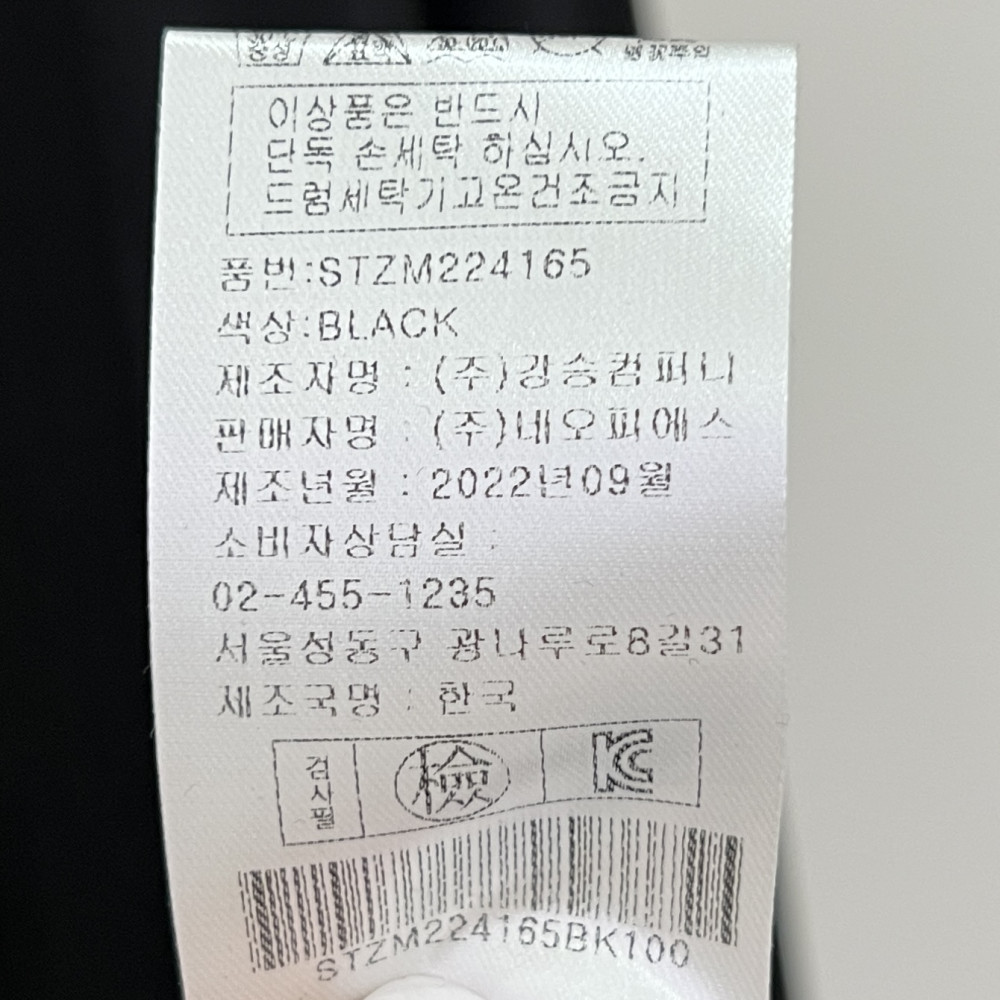 이상품은 반드시
단독 손세탁 하십시오.
드럼세탁기고온건조금지
품번:STZM224165
색상:BLACK
제조자명 : (주)강승컴퍼니
판매자명 : (주)네오피에스
제조년월 : 2022년09월
소비자상담실 :
02-455-1235
서울성동구 광나루로8길31
제조국명 : 한국
검사필 檢 KC
STZM224165BK100